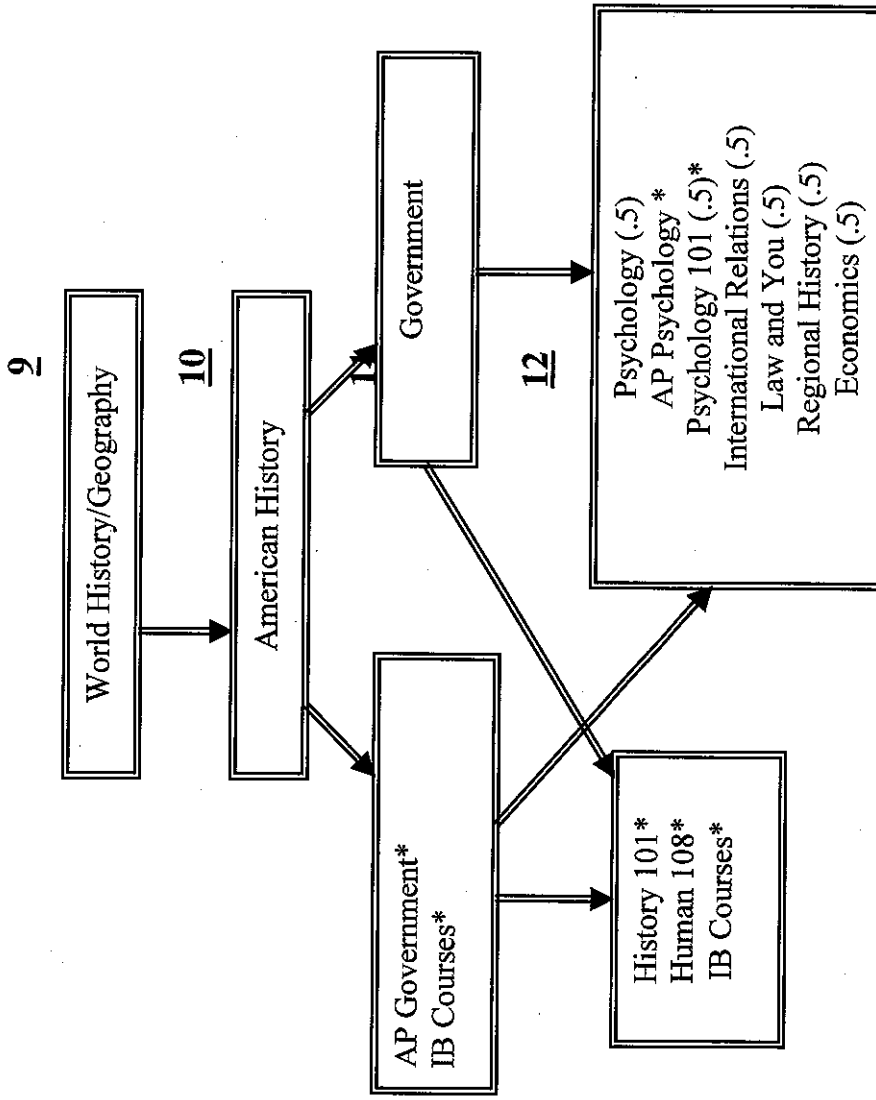 9
World History/Geography
10
American History
Government
AP Government*
IB Courses*
12
Psychology (.5)
AP Psychology *
Psychology 101 (.5)*
International Relations (.5)
Law and You (.5)
Regional History (.5)
Economics (.5)
History 101*
Human 108*
IB Courses*